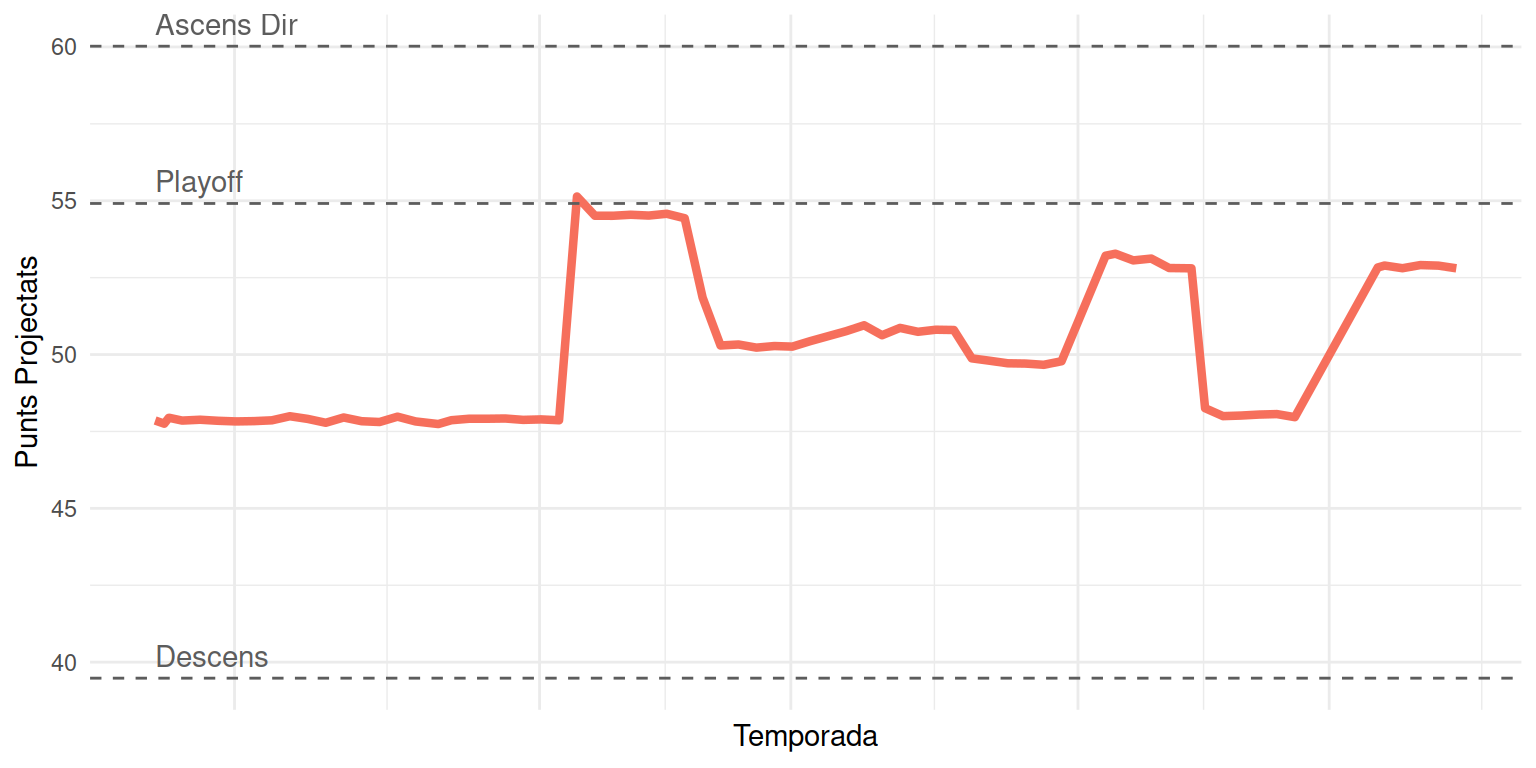 Ascens Dir
60
Playoff
55
50
45
Descens
40
Punts Projectats
Temporada